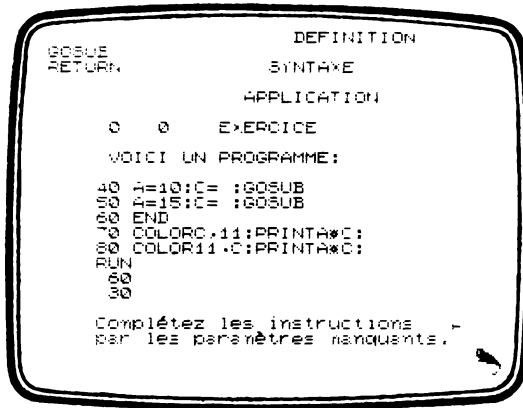 DEFINITION
GOSUB
RETURN
SYNTAXE
APPLICATION
0 0 EXERCICE
VOICI UN PROGRAMME:
40 A=10:C= :GOSUB
50 A=15:C= :GOSUB
60 END
70 COLORC,11:PRINTA*C:
80 COLOR11,C:PRINTA*C:
RUN
60
30
Complétez les instructions
par les paramètres manquants.